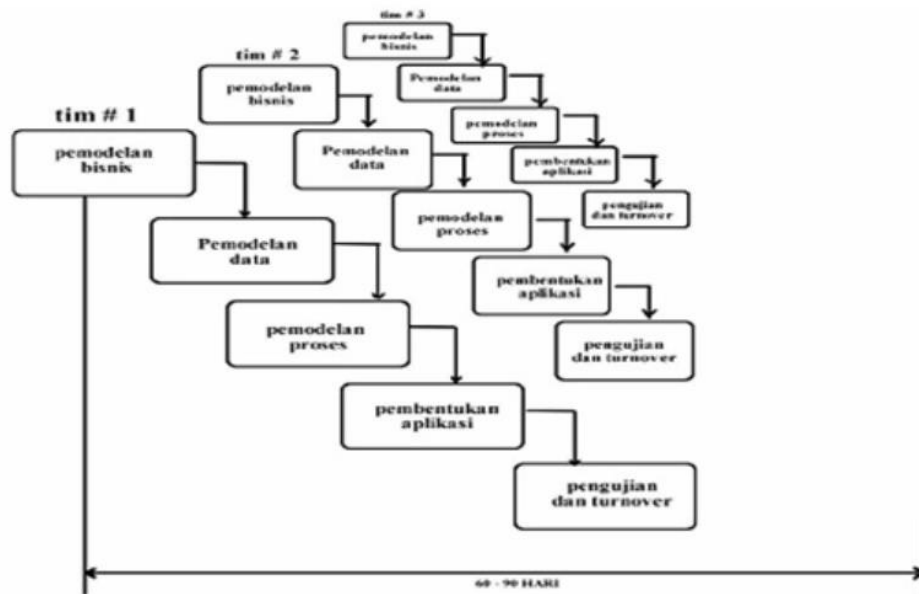 tim # 1
pemodelan
bisnis
Pemodelan
data
pemodelan
proses
pembentukan
aplikasi
pengujian
dan turnover
tim # 2
pemodelan
bisnis
Pemodelan
data
pemodelan
proses
pembentukan
aplikasi
pengujian
dan turnover
tim # 3
pemodelan
bisnis
Pemodelan
data
pemodelan
proses
pembentukan
aplikasi
pengujian
dan turnover
60 - 90 HARI